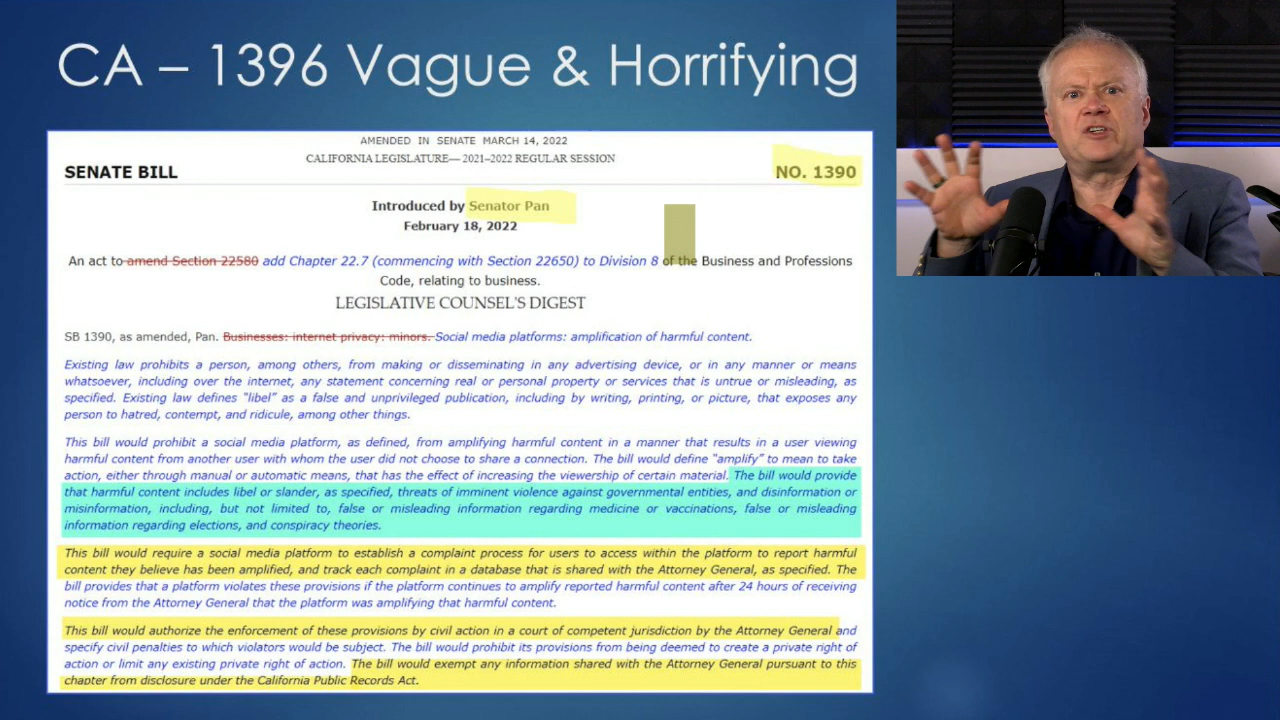 CA – 1396 Vague & Horrifying
AMENDED IN SENATE MARCH 14, 2022
CALIFORNIA LEGISLATURE— 2021–2022 REGULAR SESSION
SENATE BILL NO. 1390
Introduced by Senator Pan
February 18, 2022
An act to amend Section 22580 add Chapter 22.7 (commencing with Section 22650) to Division 8 of the Business and Professions
Code, relating to business.
LEGISLATIVE COUNSEL'S DIGEST
SB 1390, as amended, Pan. Businesses: internet privacy: minors. Social media platforms: amplification of harmful content.
Existing law prohibits a person, among others, from making or disseminating in any advertising device, or in any manner or means
whatsoever, including over the internet, any statement concerning real or personal property or services that is untrue or misleading, as
specified. Existing law defines "libel" as a false and unprivileged publication, including by writing, printing, or picture, that exposes any
person to hatred, contempt, and ridicule, among other things.
This bill would prohibit a social media platform, as defined, from amplifying harmful content in a manner that results in a user viewing
harmful content from another user with whom the user did not choose to share a connection. The bill would define "amplify" to mean to take
action, either through manual or automatic means, that has the effect of increasing the viewership of certain material. The bill would provide
that harmful content includes libel or slander, as specified, threats of imminent violence against governmental entities, and disinformation or
misinformation, including, but not limited to, false or misleading information regarding medicine or vaccinations, false or misleading
information regarding elections, and conspiracy theories.
This bill would require a social media platform to establish a complaint process for users to access within the platform to report harmful
content they believe has been amplified, and track each complaint in a database that is shared with the Attorney General, as specified. The
bill provides that a platform violates these provisions if the platform continues to amplify reported harmful content after 24 hours of receiving
notice from the Attorney General that the platform was amplifying that harmful content.
This bill would authorize the enforcement of these provisions by civil action in a court of competent jurisdiction by the Attorney General and
specify civil penalties to which violators would be subject. The bill would prohibit its provisions from being deemed to create a private right of
action or limit any existing private right of action. The bill would exempt any information shared with the Attorney General pursuant to this
chapter from disclosure under the California Public Records Act.